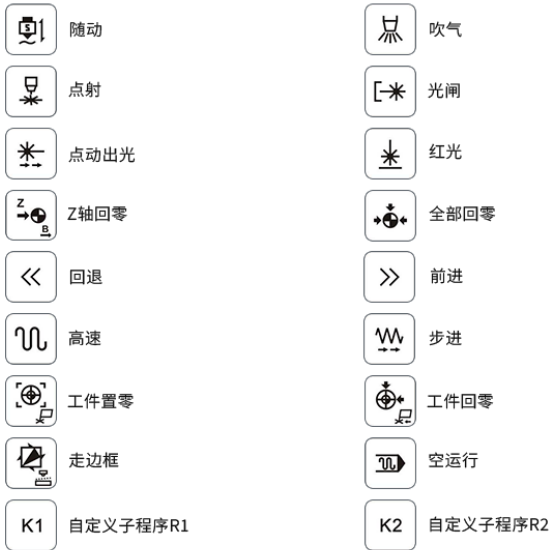 随动
吹气
点射
光闸
点动出光
红光
Z B Z轴回零
全部回零
回退
前进
高速
步进
工件置零
工件回零
走边框
空运行
K1 自定义子程序R1
K2 自定义子程序R2